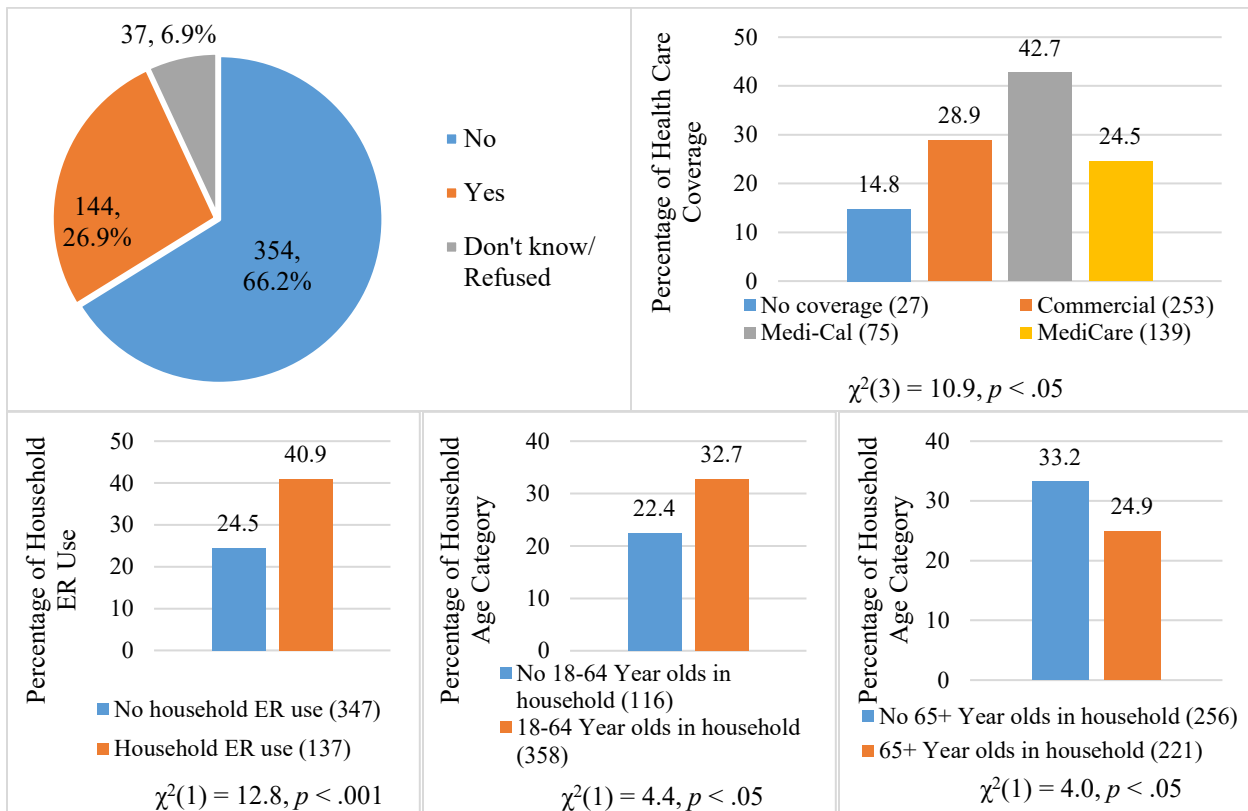 37, 6.9%
144,
26.9%
354,
66.2%
No
Yes
Don't know/
Refused
Percentage of Health Care
Coverage
50
40
30
20
10
0
14.8
28.9
42.7
24.5
No coverage (27)
Commercial (253)
Medi-Cal (75)
MediCare (139)
χ²(3) = 10.9, p < .05
Percentage of Household
ER Use
50
40
30
20
10
0
24.5
40.9
No household ER use (347)
Household ER use (137)
χ²(1) = 12.8, p < .001
Percentage of Household
Age Category
40
30
20
10
0
22.4
32.7
No 18-64 Year olds in
household (116)
18-64 Year olds in household
(358)
χ²(1) = 4.4, p < .05
Percentage of Household
Age Category
40
30
20
10
0
33.2
24.9
No 65+ Year olds in household (256)
65+ Year olds in household (221)
χ²(1) = 4.0, p < .05